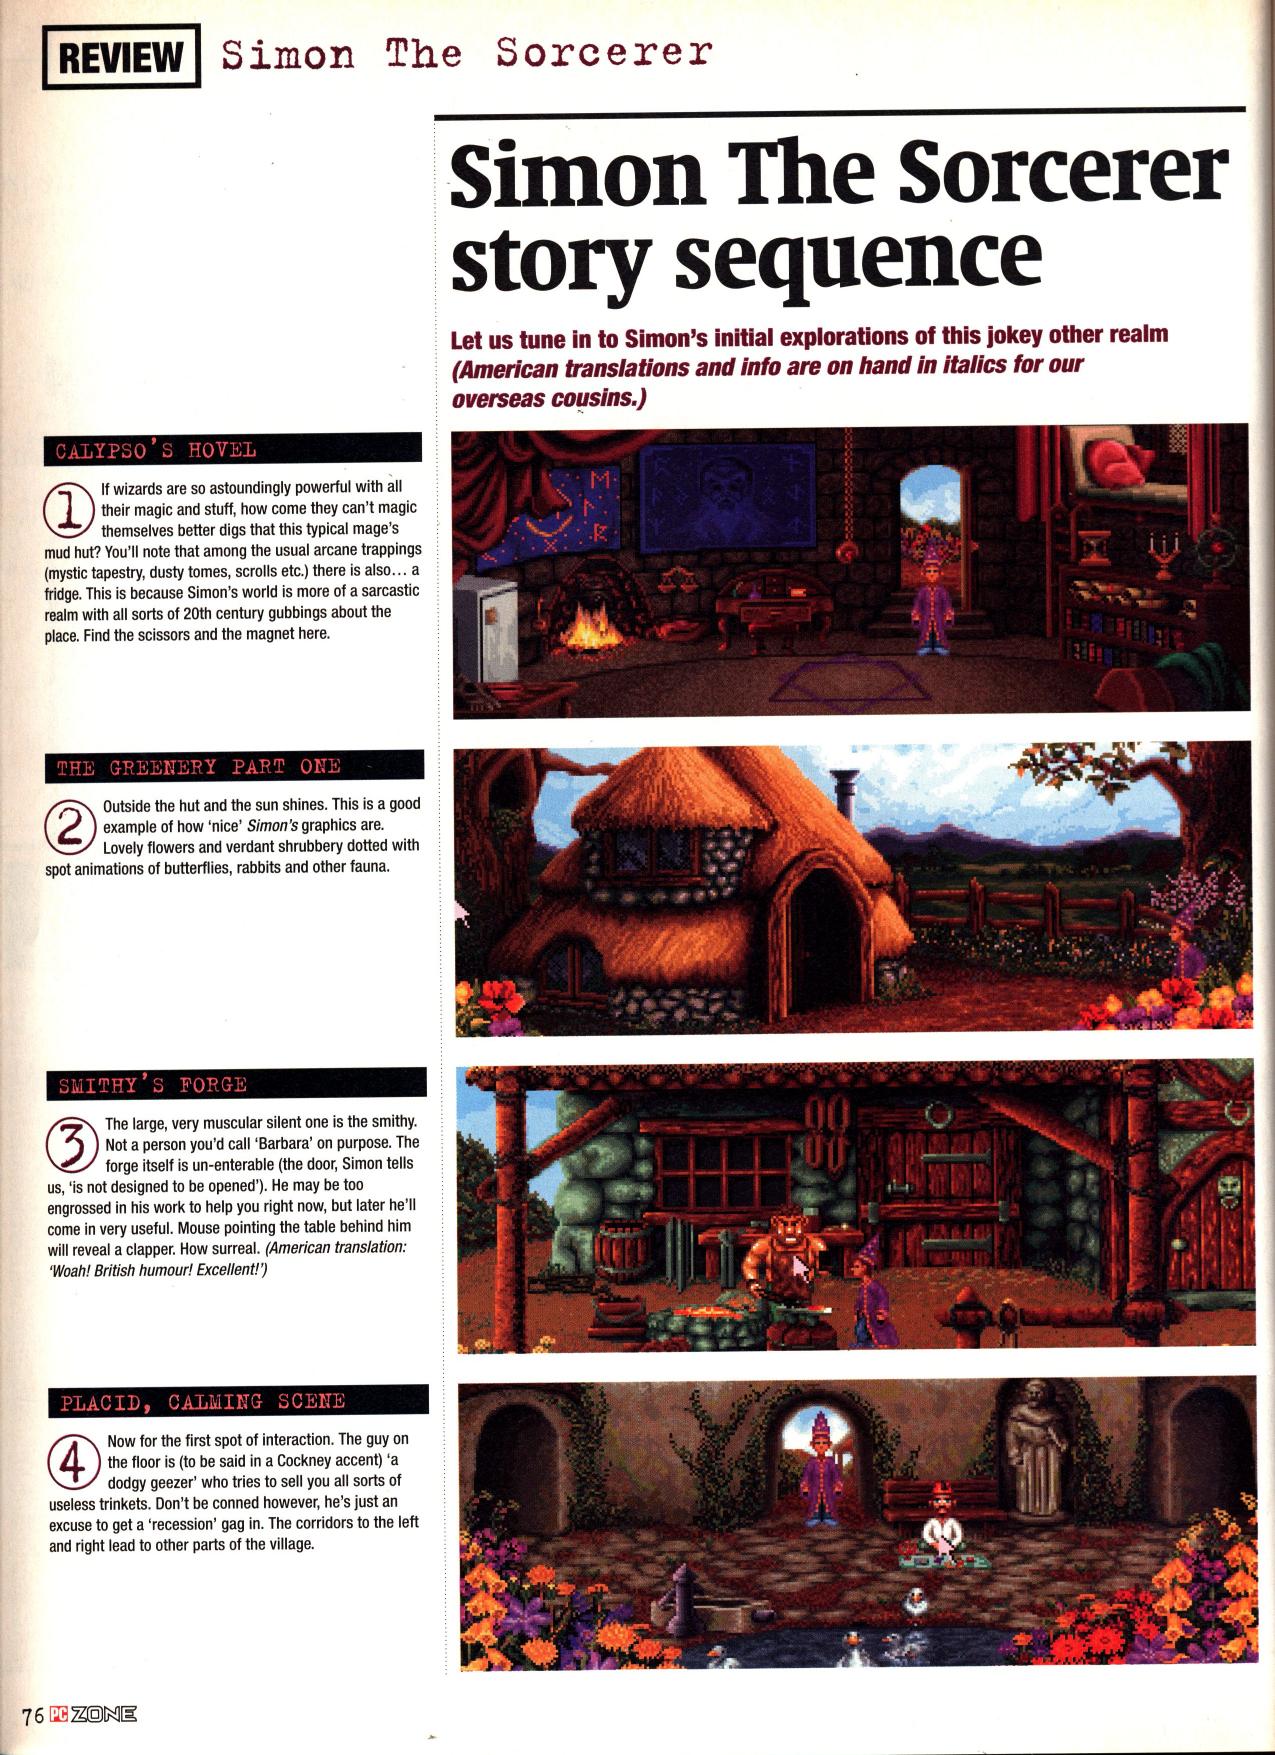 REVIEW Simon The Sorcerer
Simon The Sorcerer
story sequence
Let us tune in to Simon's initial explorations of this jokey other realm
(American translations and info are on hand in italics for our
overseas cousins.)
CALYPSO'S HOVEL
1 If wizards are so astoundingly powerful with all
their magic and stuff, how come they can't magic
themselves better digs that this typical mage's
mud hut? You'll note that among the usual arcane trappings
(mystic tapestry, dusty tomes, scrolls etc.) there is also... a
fridge. This is because Simon's world is more of a sarcastic
realm with all sorts of 20th century gubbings about the
place. Find the scissors and the magnet here.
THE GREENERY PART ONE
2 Outside the hut and the sun shines. This is a good
example of how 'nice' Simon's graphics are.
Lovely flowers and verdant shrubbery dotted with
spot animations of butterflies, rabbits and other fauna.
SMITHY'S FORGE
3 The large, very muscular silent one is the smithy.
Not a person you'd call 'Barbara' on purpose. The
forge itself is un-enterable (the door, Simon tells
us, 'is not designed to be opened'). He may be too
engrossed in his work to help you right now, but later he'll
come in very useful. Mouse pointing the table behind him
will reveal a clapper. How surreal. (American translation:
'Woah! British humour! Excellent!')
PLACID, CALMING SCENE
4 Now for the first spot of interaction. The guy on
the floor is (to be said in a Cockney accent) 'a
dodgy geezer' who tries to sell you all sorts of
useless trinkets. Don't be conned however, he's just an
excuse to get a 'recession' gag in. The corridors to the left
and right lead to other parts of the village.
76 PC ZONE